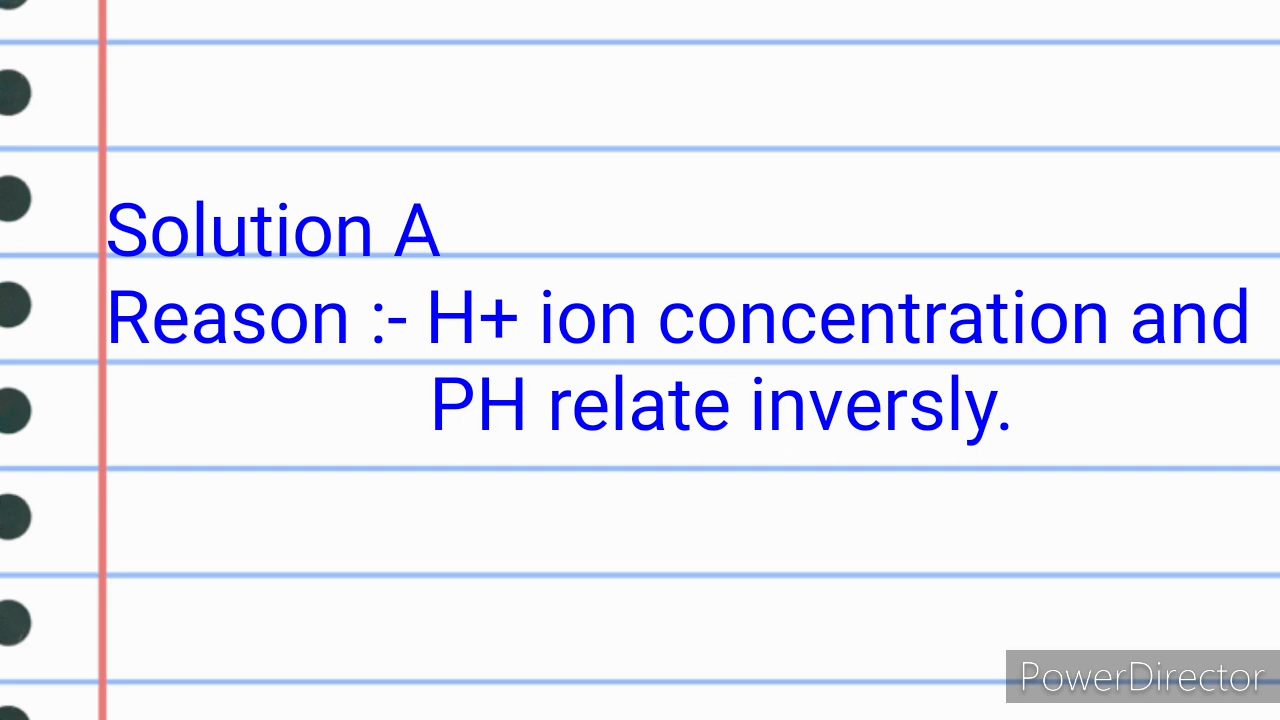 Solution A
Reason :- H+ ion concentration and
PH relate inversly.
PowerDirector